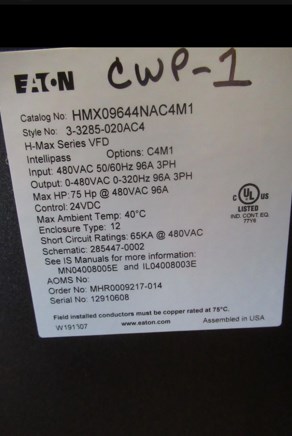 EATON CWP-1
Catalog No: HMX09644NAC4M1
Style No: 3-3285-020AC4
H-Max Series VFD
Intellipass Options: C4M1
Input: 480VAC 50/60Hz 96A 3PH
Output: 0-480VAC 0-320Hz 96A 3PH
Max HP: 75 Hp @ 480VAC 96A
Control: 24VDC
Max Ambient Temp: 40°C
Enclosure Type: 12
Short Circuit Ratings: 65KA @ 480VAC
Schematic: 285447-0002
See IS Manuals for more information:
MN04008005E and IL04008003E
AOMS No:
Order No: MHR0009217-014
Serial No: 12910608
c UL US
LISTED
IND. CONT. EQ.
77Y6
Field installed conductors must be copper rated at 75°C.
W191107 www.eaton.com Assembled in USA